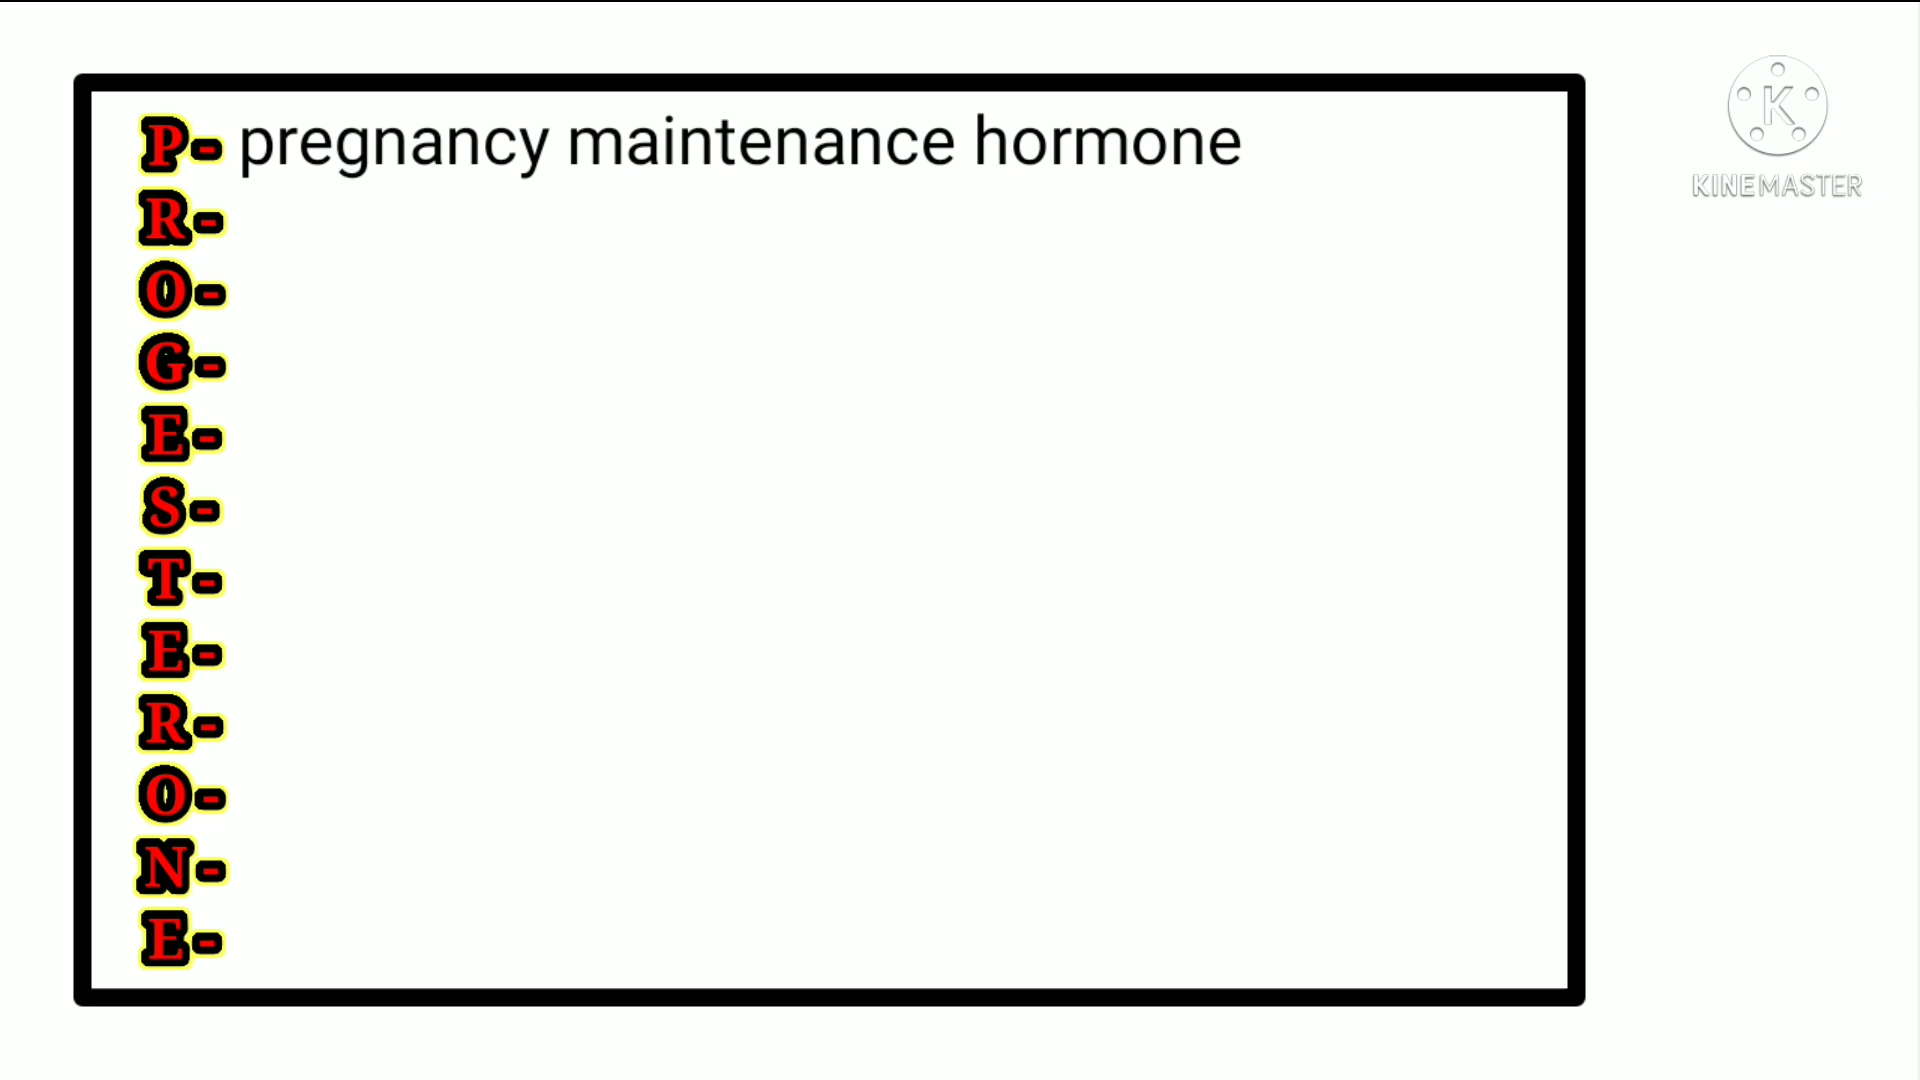 P- pregnancy maintenance hormone
R-
O-
G-
E-
S-
T-
E-
R-
O-
N-
E-
K
KINEMASTER